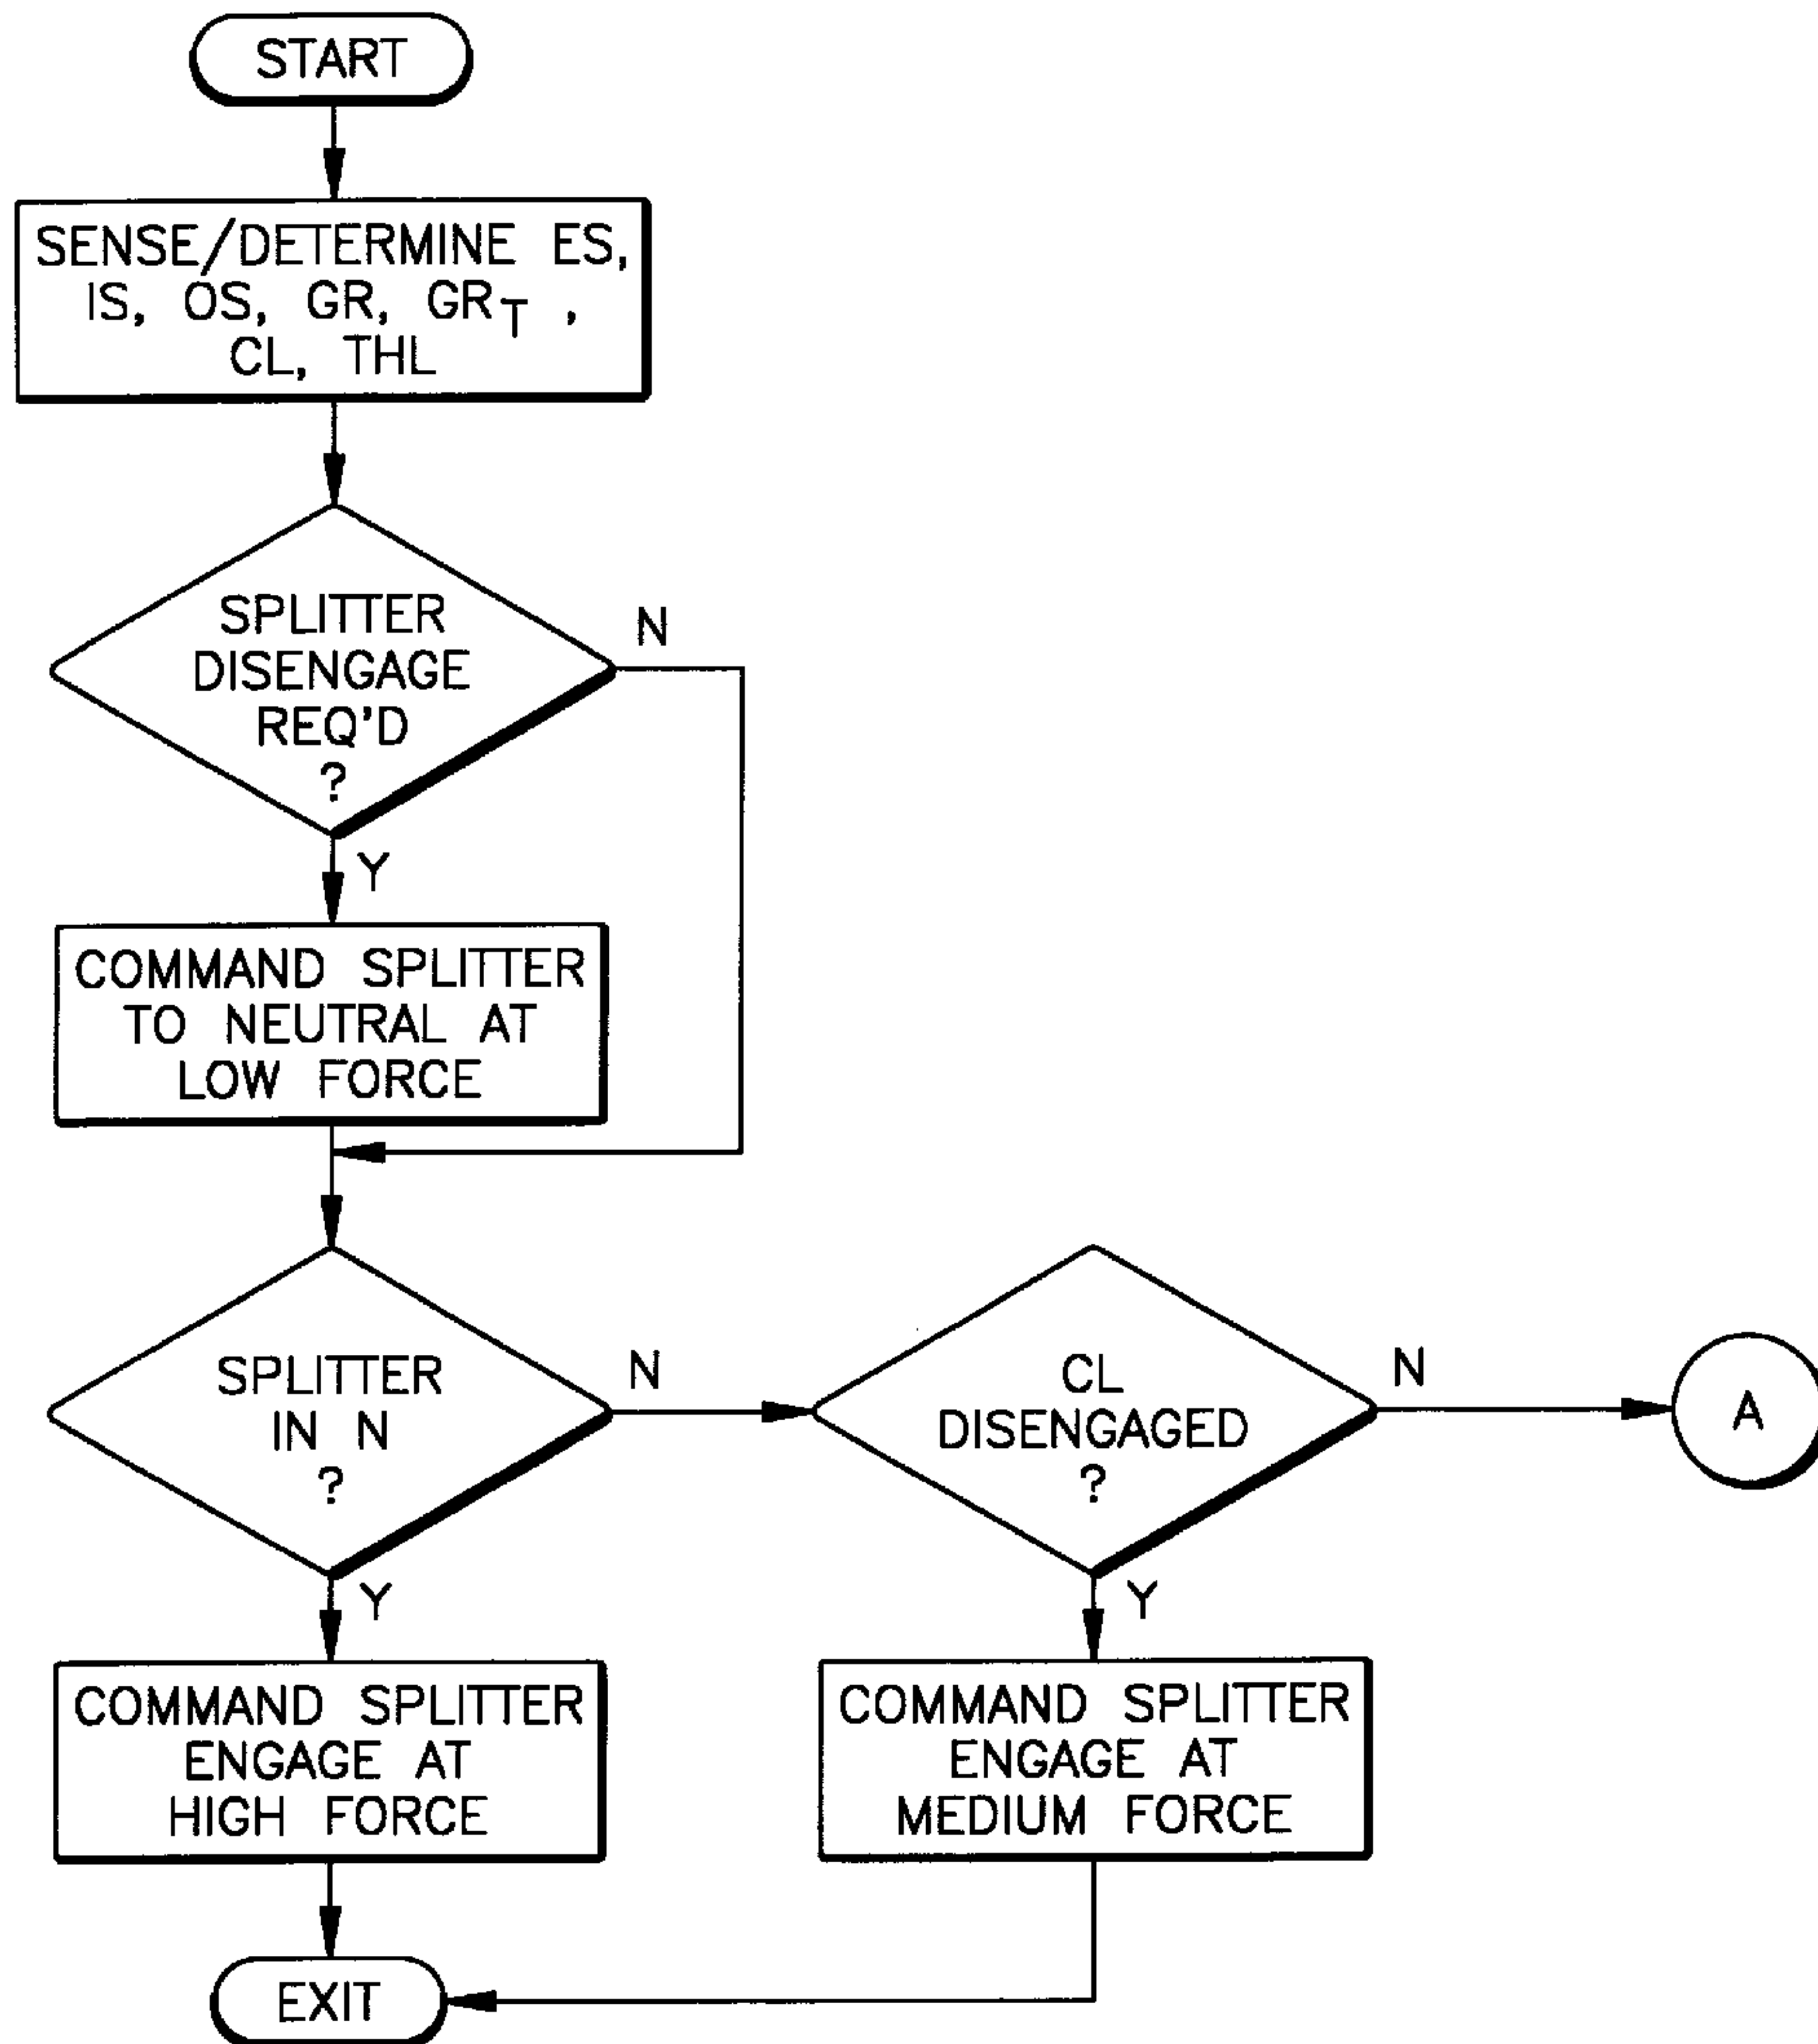 START
SENSE/DETERMINE ES,
IS, OS, GR, GRT ,
CL, THL
SPLITTER
DISENGAGE
REQ'D
?
N
Y
COMMAND SPLITTER
TO NEUTRAL AT
LOW FORCE
SPLITTER
IN N
?
N
Y
CL
DISENGAGED
?
N
Y
A
COMMAND SPLITTER
ENGAGE AT
HIGH FORCE
COMMAND SPLITTER
ENGAGE AT
MEDIUM FORCE
EXIT